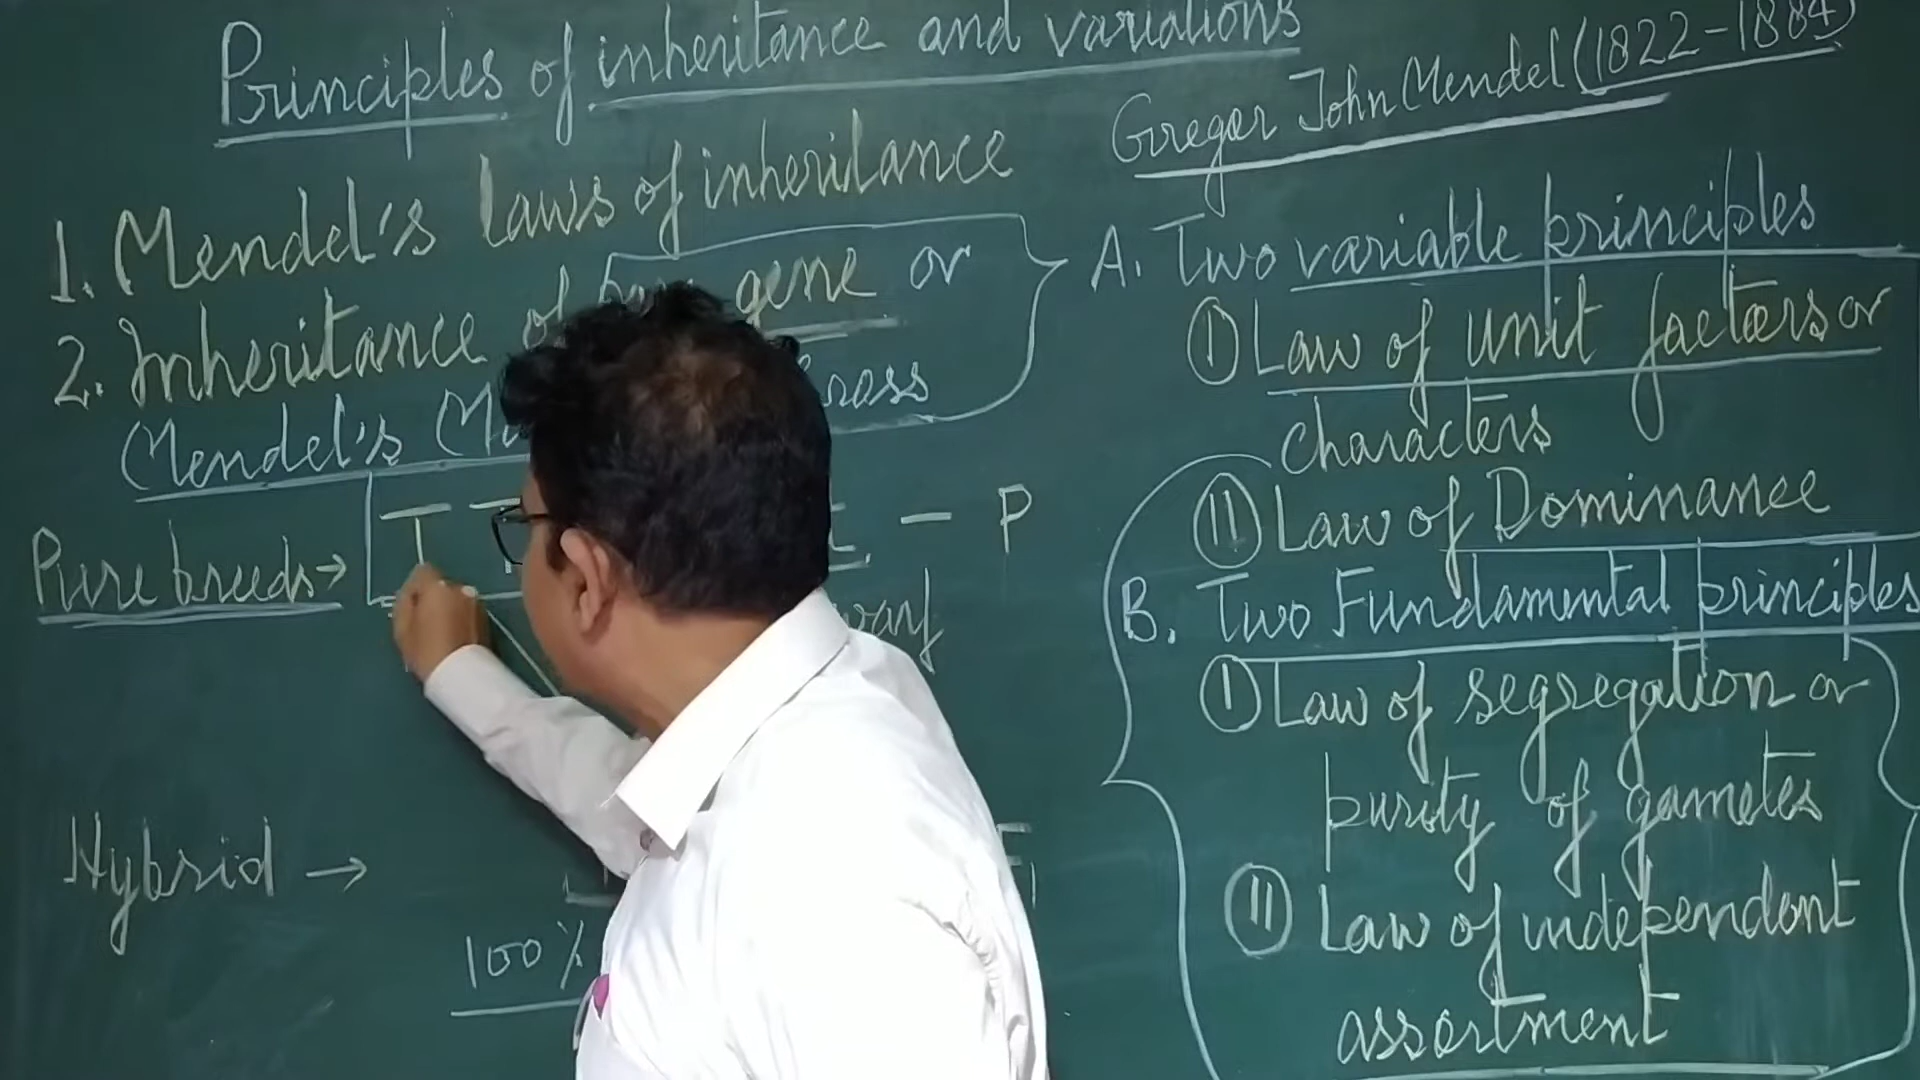 Principles of inheritance and variations
Gregor John Mendel (1822-1884)
1. Mendel's laws of inheritance
2. Inheritance of gene or
Mendel's
Pure breeds → T T - P
Hybrid →
100%
A. Two variable principles
I Law of unit factors or
characters
II Law of Dominance
B. Two Fundamental principles
I Law of segregation or
purity of gametes
II Law of independent
assortment